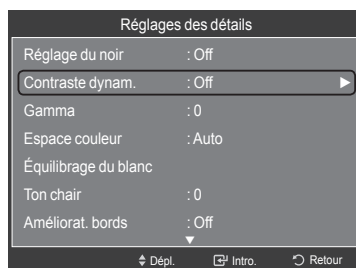 Réglages des détails
Réglage du noir : Off
Contraste dynam. : Off
Gamma : 0
Espace couleur : Auto
Équilibrage du blanc
Ton chair : 0
Améliorat. bords : Off
Dépl. Intro. Retour